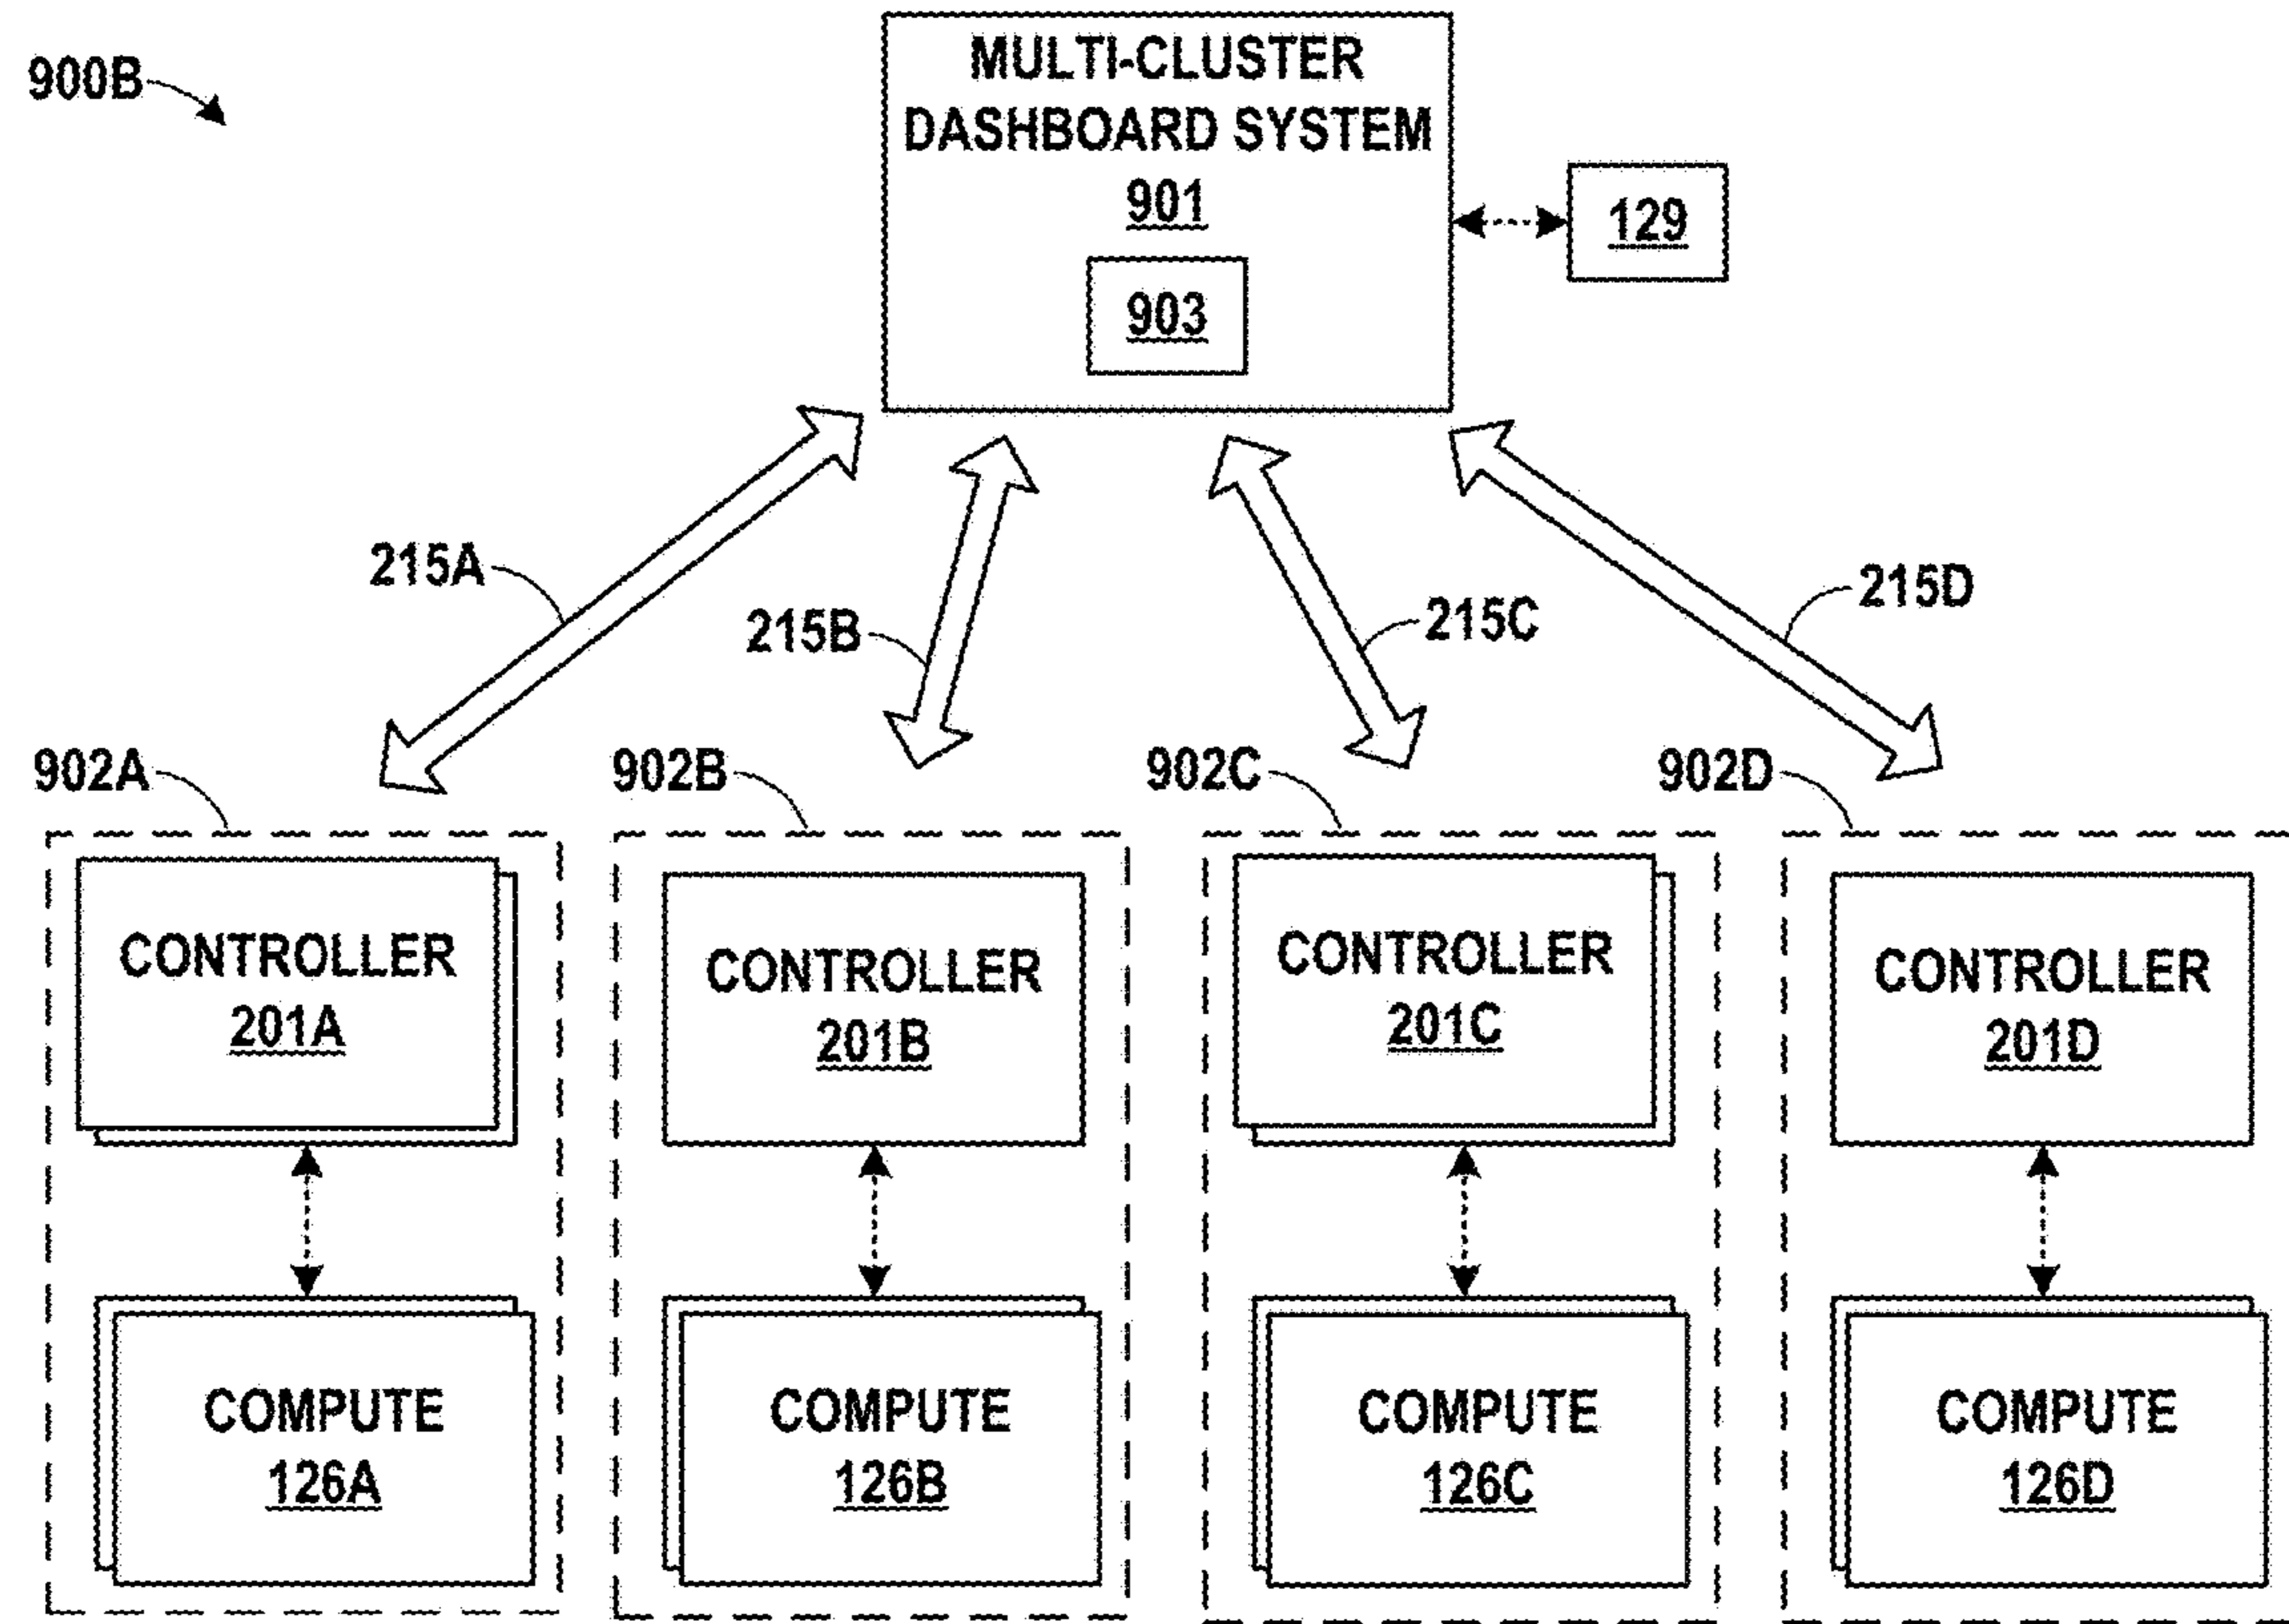 900B
MULTI-CLUSTER
DASHBOARD SYSTEM
901
129
903
215A
215B
215C
215D
902A
902B
902C
902D
CONTROLLER
201A
CONTROLLER
201B
CONTROLLER
201C
CONTROLLER
201D
COMPUTE
126A
COMPUTE
126B
COMPUTE
126C
COMPUTE
126D